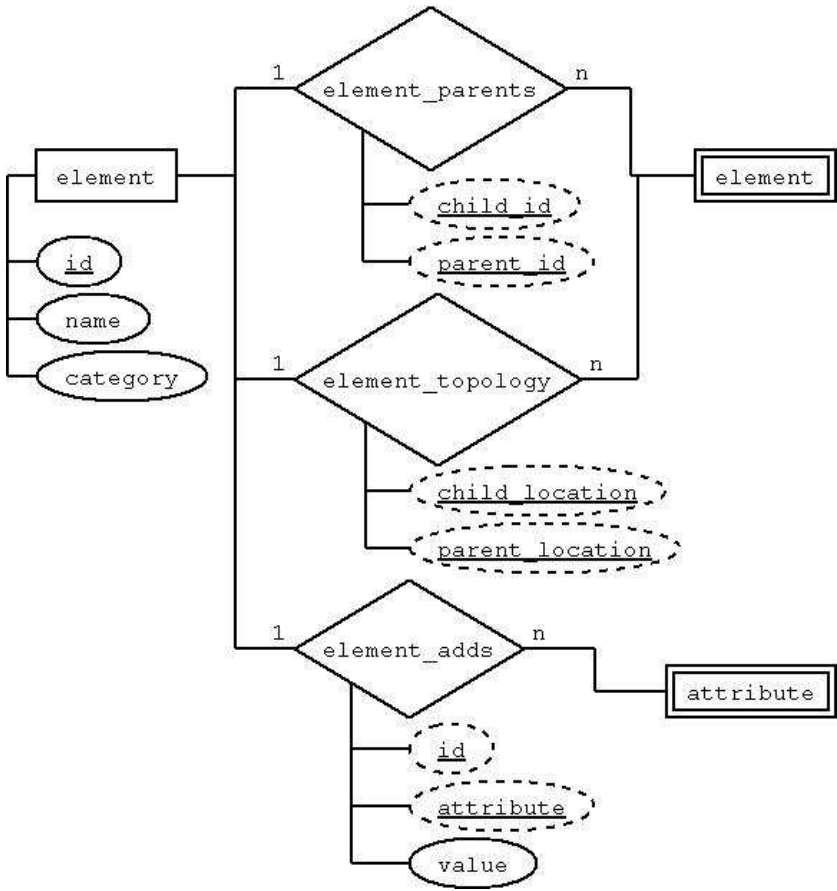 1
element_parents
n
element
element
child_id
parent_id
id
name
category
1
element_topology
n
child_location
parent_location
1
element_adds
n
attribute
id
attribute
value